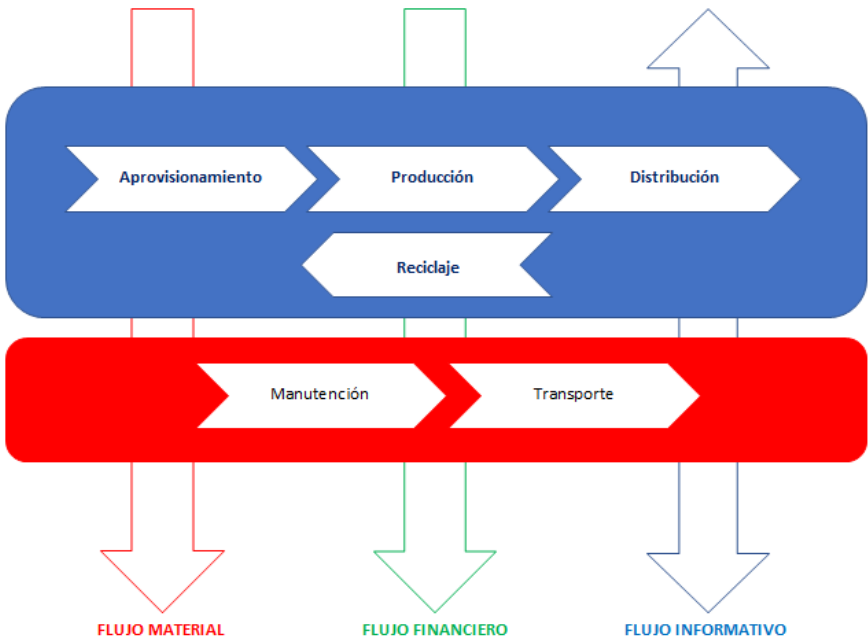 Aprovisionamiento
Producción
Distribución
Reciclaje
Manutención
Transporte
FLUJO MATERIAL
FLUJO FINANCIERO
FLUJO INFORMATIVO